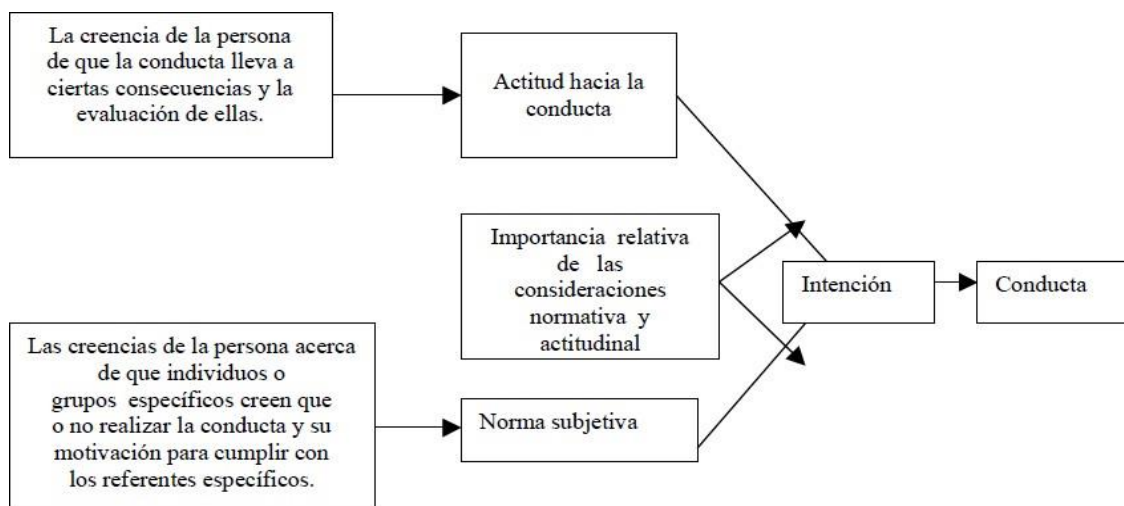 La creencia de la persona
de que la conducta lleva a
ciertas consecuencias y la
evaluación de ellas.
Actitud hacia la
conducta
Importancia relativa
de las
consideraciones
normativa y
actitudinal
Intención
Conducta
Las creencias de la persona acerca
de que individuos o
grupos específicos creen que
o no realizar la conducta y su
motivación para cumplir con
los referentes específicos.
Norma subjetiva